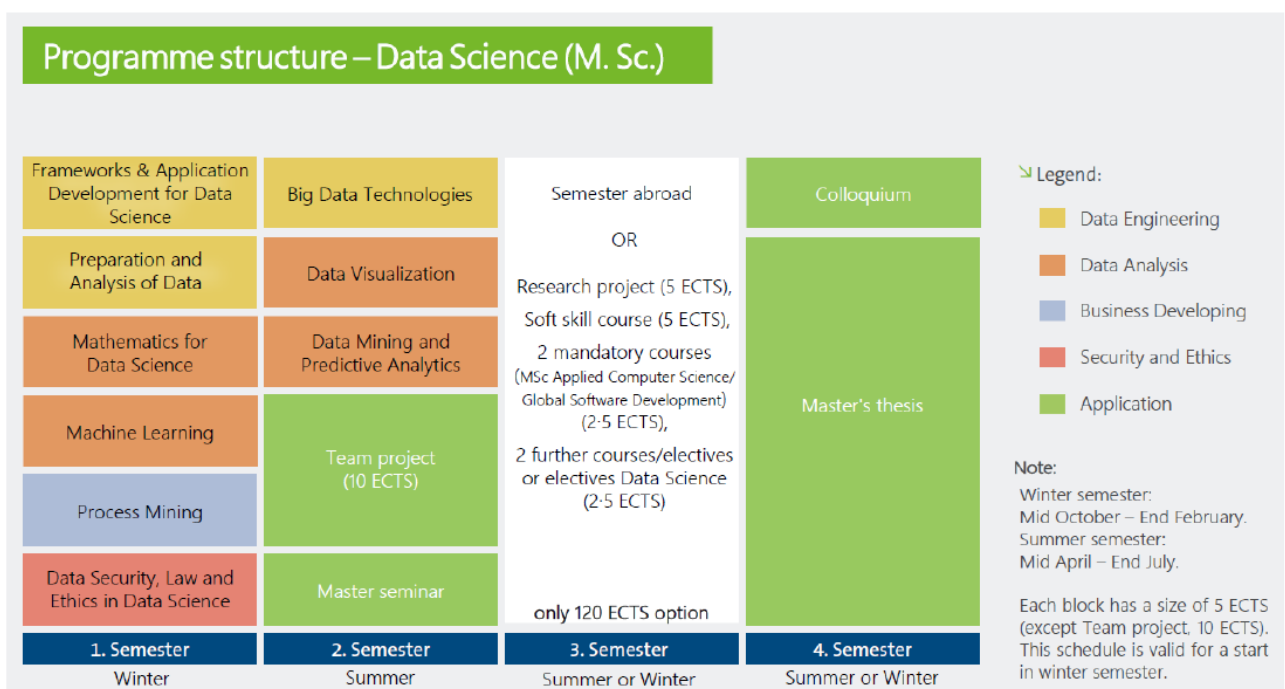 Programme structure – Data Science (M. Sc.)
Frameworks & Application
Development for Data
Science
Preparation and
Analysis of Data
Mathematics for
Data Science
Machine Learning
Process Mining
Data Security, Law and
Ethics in Data Science
1. Semester
Winter
Big Data Technologies
Data Visualization
Data Mining and
Predictive Analytics
Team project
(10 ECTS)
Master seminar
2. Semester
Summer
Semester abroad
OR
Research project (5 ECTS),
Soft skill course (5 ECTS),
2 mandatory courses
(MSc Applied Computer Science/
Global Software Development)
(2·5 ECTS),
2 further courses/electives
or electives Data Science
(2·5 ECTS)
only 120 ECTS option
3. Semester
Summer or Winter
Colloquium
Master's thesis
4. Semester
Summer or Winter
Legend:
Data Engineering
Data Analysis
Business Developing
Security and Ethics
Application
Note:
Winter semester:
Mid October – End February.
Summer semester:
Mid April – End July.
Each block has a size of 5 ECTS
(except Team project, 10 ECTS).
This schedule is valid for a start
in winter semester.